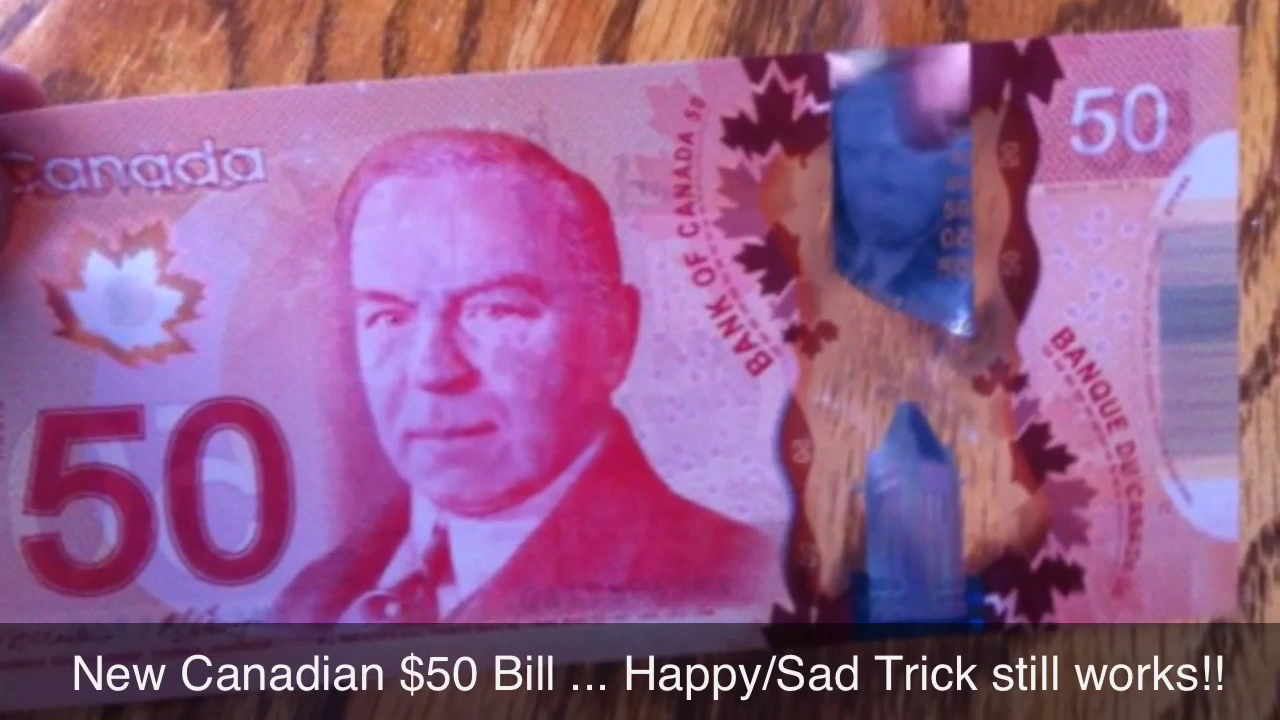 Canada
50
BANK OF CANADA
50
BANQUE DU CANADA
50
New Canadian $50 Bill ... Happy/Sad Trick still works!!